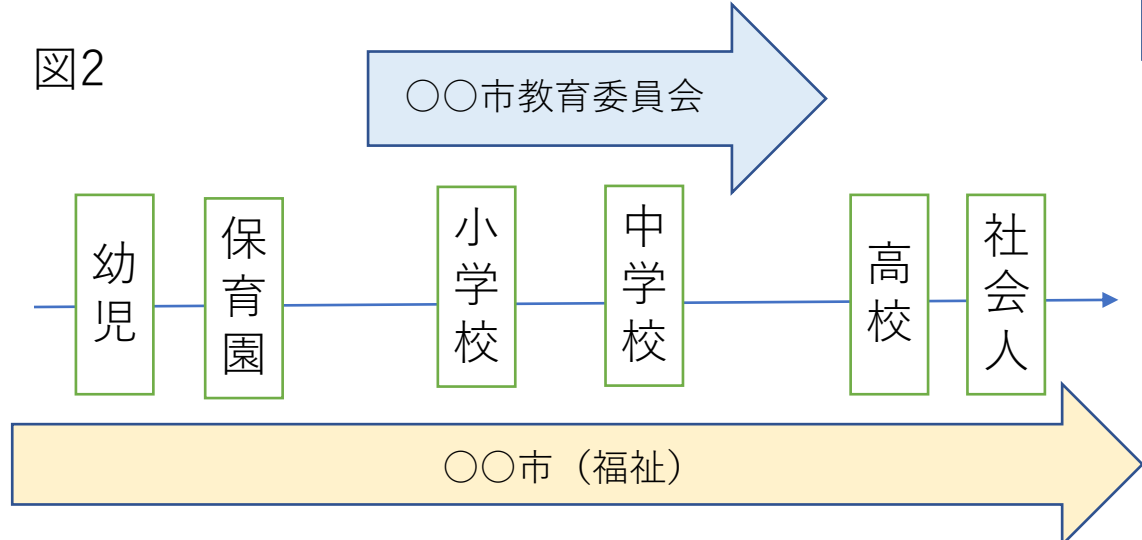 図2
○○市教育委員会
幼児
保育園
小学校
中学校
高校
社会人
○○市（福祉）